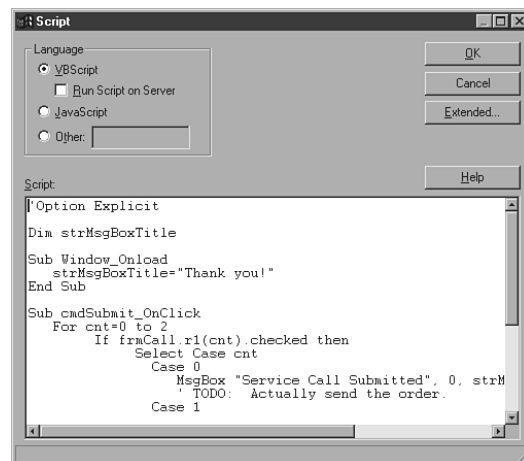 Script
Language
VBScript
Run Script on Server
JavaScript
Other:
OK
Cancel
Extended...
Help
Script:
'Option Explicit
Dim strMsgBoxTitle
Sub Window_Onload
strMsgBoxTitle="Thank you!"
End Sub
Sub cmdSubmit_OnClick
For cnt=0 to 2
If frmCall.r1(cnt).checked then
Select Case cnt
Case 0
MsgBox "Service Call Submitted", 0, strM
' TODO: Actually send the order.
Case 1